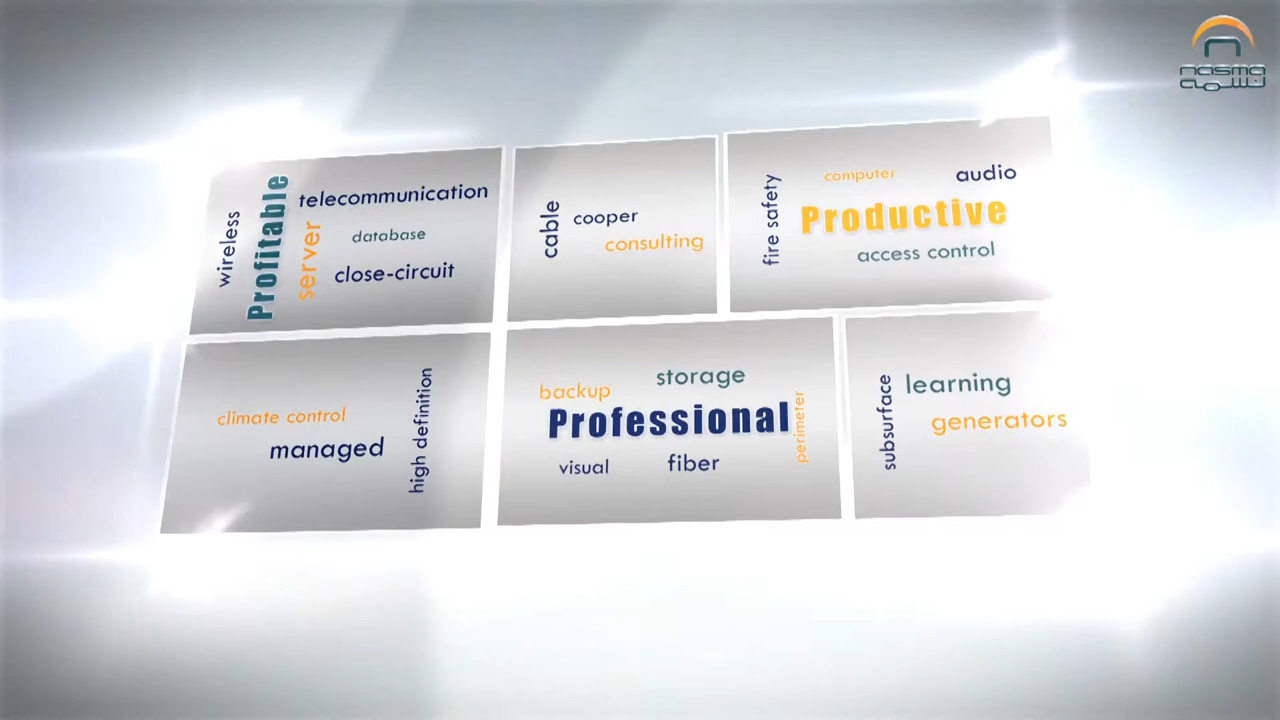 nasma
نسمة
wireless
Profitable
telecommunication
server
database
close-circuit
cable
cooper
consulting
fire safety
computer
audio
Productive
access control
climate control
managed
high definition
backup
storage
Professional
perimeter
visual
fiber
subsurface
learning
generators